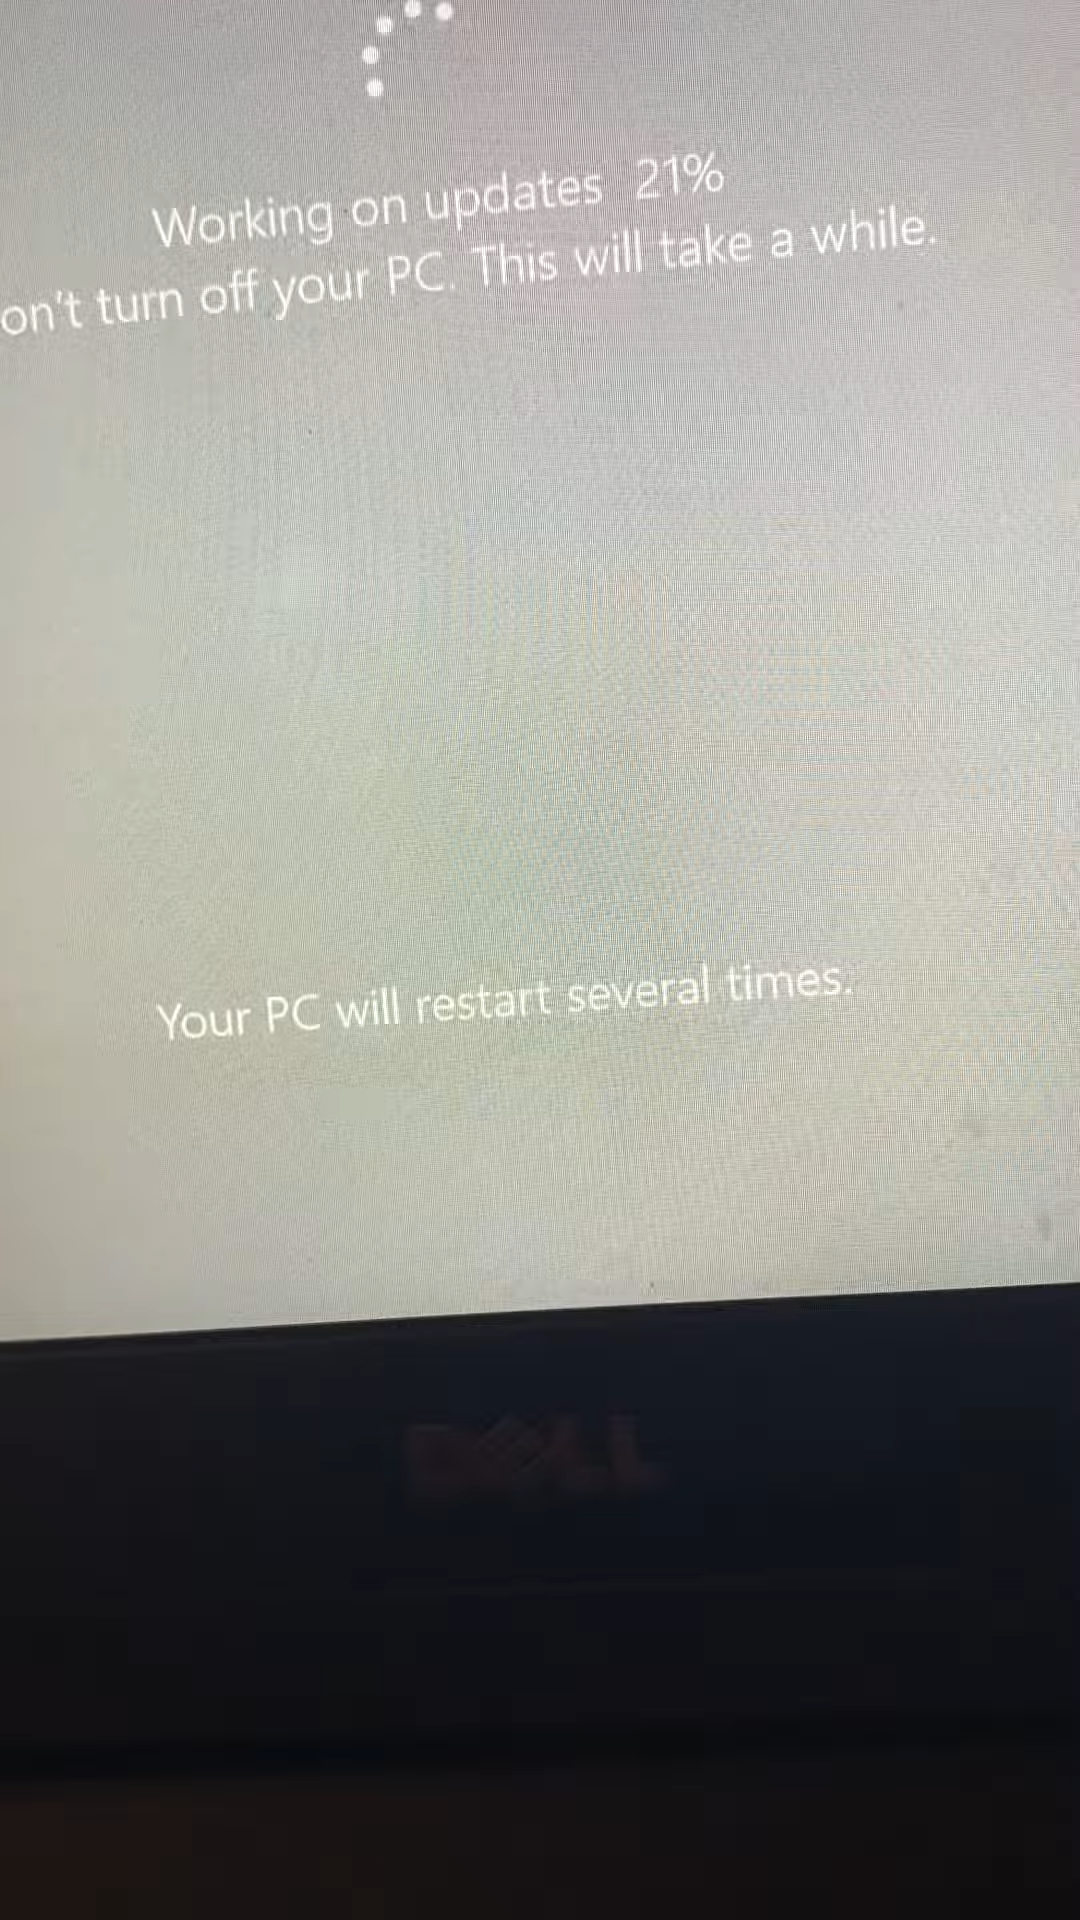 Working on updates 21%
on't turn off your PC. This will take a while.
Your PC will restart several times.
DELL